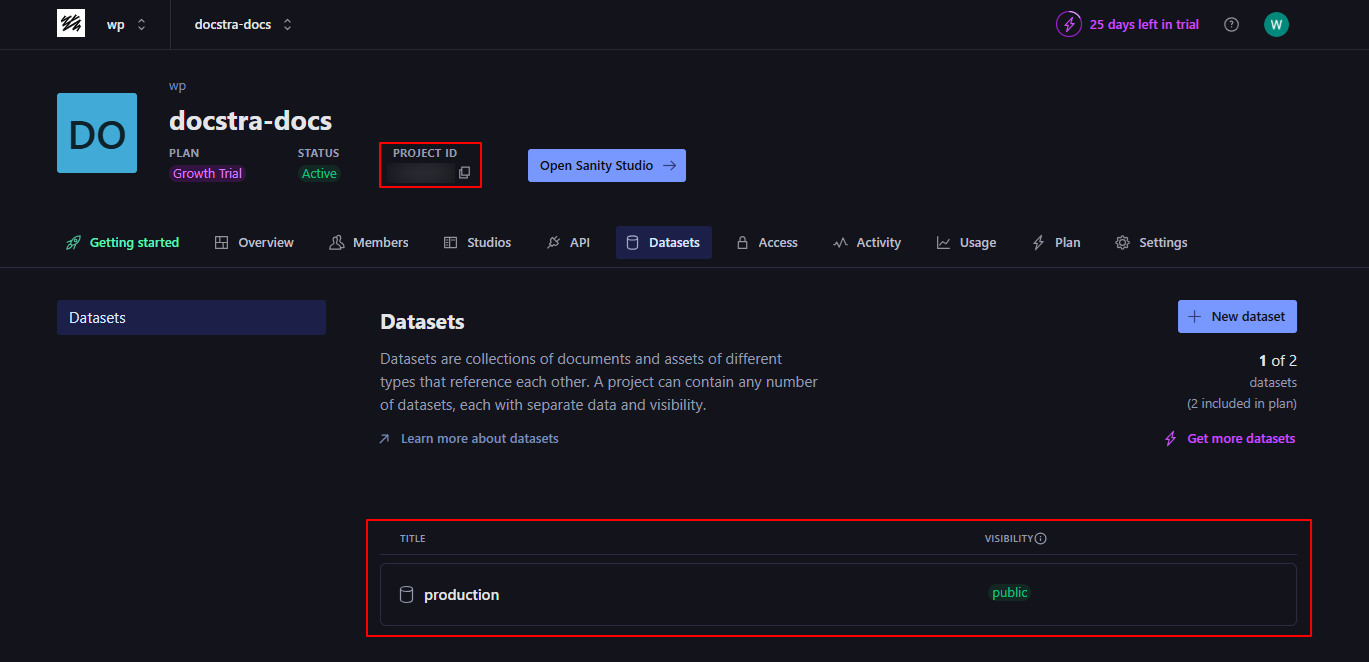 wp docstra-docs 25 days left in trial ? W
wp
DO
docstra-docs
PLAN STATUS PROJECT ID
Growth Trial Active
Open Sanity Studio →
Getting started Overview Members Studios API Datasets Access Activity Usage Plan Settings
Datasets
Datasets
New dataset
Datasets are collections of documents and assets of different
types that reference each other. A project can contain any number
of datasets, each with separate data and visibility.
Learn more about datasets
1 of 2
datasets
(2 included in plan)
Get more datasets
TITLE VISIBILITY
production public